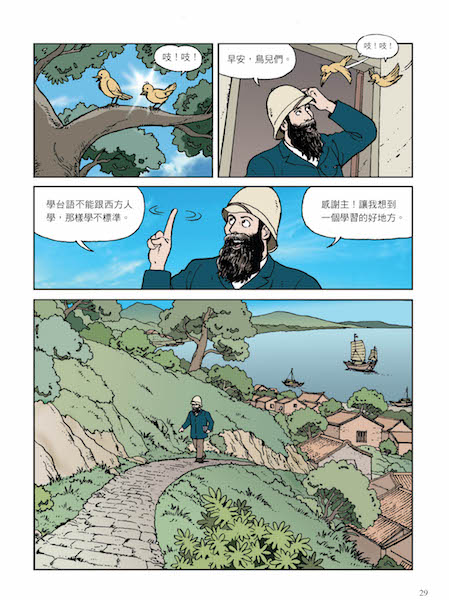 吱！吱！
早安，鳥兒們。
吱！吱！
學台語不能跟西方人
學，那樣學不標準。
感謝主！讓我想到
一個學習的好地方。
29